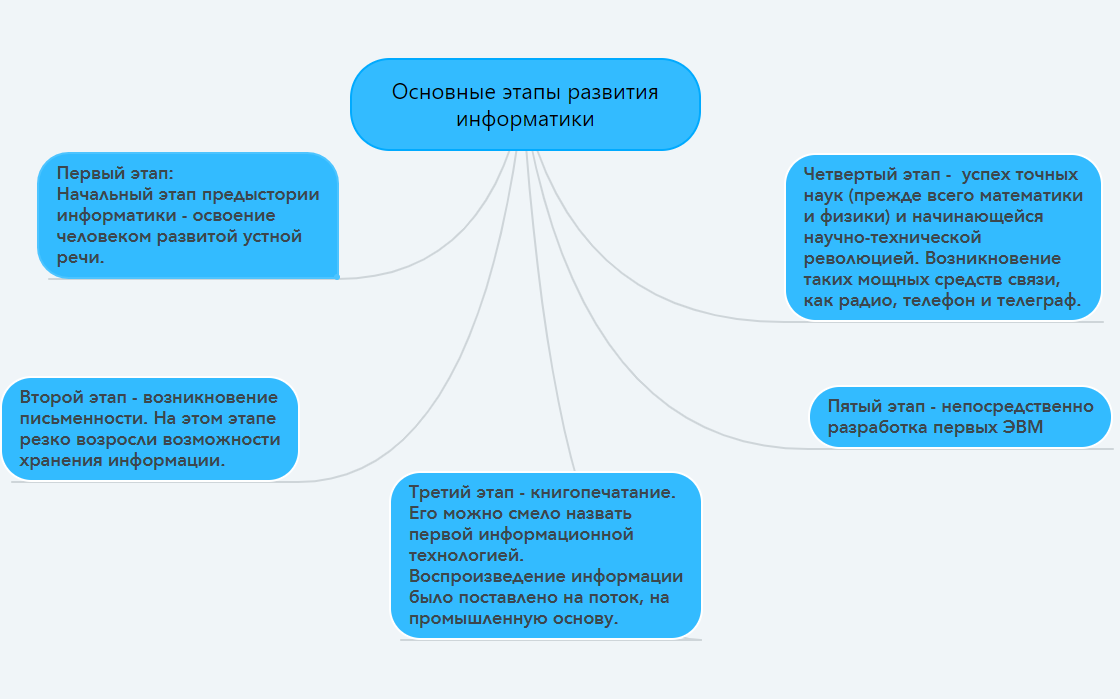 Основные этапы развития
информатики
Первый этап:
Начальный этап предыстории
информатики - освоение
человеком развитой устной
речи.
Второй этап - возникновение
письменности. На этом этапе
резко возросли возможности
хранения информации.
Третий этап - книгопечатание.
Его можно смело назвать
первой информационной
технологией.
Воспроизведение информации
было поставлено на поток, на
промышленную основу.
Четвертый этап -  успех точных
наук (прежде всего математики
и физики) и начинающейся
научно-технической
революцией. Возникновение
таких мощных средств связи,
как радио, телефон и телеграф.
Пятый этап - непосредственно
разработка первых ЭВМ